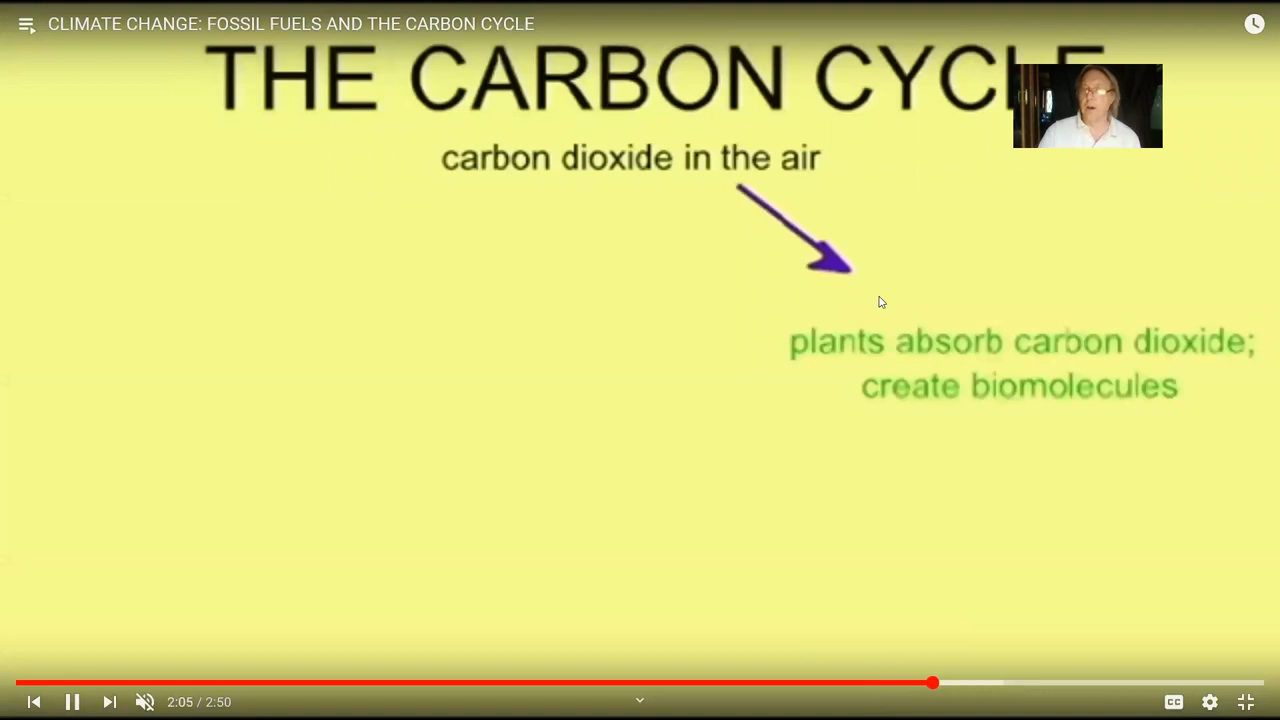 CLIMATE CHANGE: FOSSIL FUELS AND THE CARBON CYCLE
THE CARBON CYCLE
carbon dioxide in the air
plants absorb carbon dioxide;
create biomolecules
2:05 / 2:50
CC